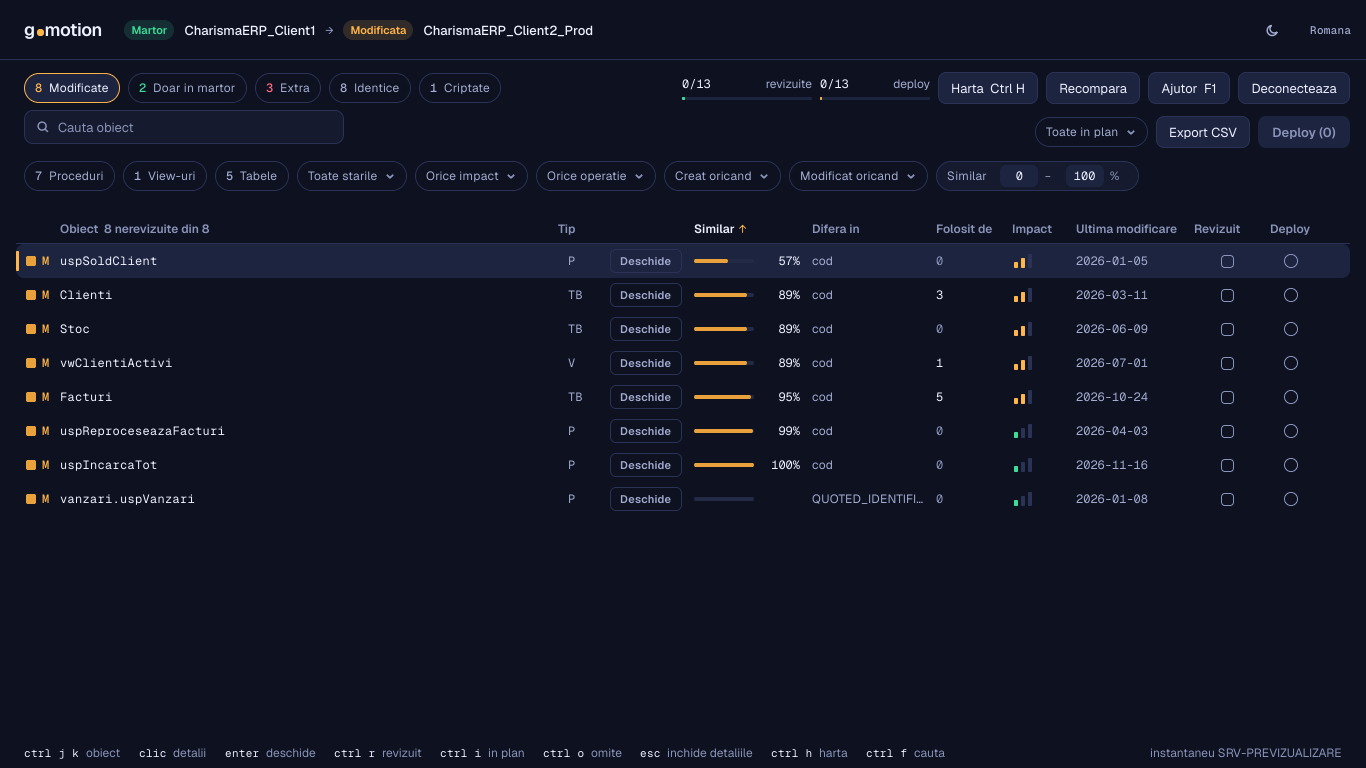 gomotion Martor CharismaERP_Client1 → Modificata CharismaERP_Client2_Prod Romana
8 Modificate 2 Doar in martor 3 Extra 8 Identice 1 Criptate 0/13 revizuite 0/13 deploy Harta Ctrl H Recompara Ajutor F1 Deconecteaza
Cauta obiect Toate in plan Export CSV Deploy (0)
7 Proceduri 1 View-uri 5 Tabele Toate starile Orice impact Orice operatie Creat oricand Modificat oricand Similar 0 – 100 %
Obiect 8 nerevizuite din 8 Tip Similar ↑ Difera in Folosit de Impact Ultima modificare Revizuit Deploy
M uspSoldClient P Deschide 57% cod 0 2026-01-05
M Clienti TB Deschide 89% cod 3 2026-03-11
M Stoc TB Deschide 89% cod 0 2026-06-09
M vwClientiActivi V Deschide 89% cod 1 2026-07-01
M Facturi TB Deschide 95% cod 5 2026-10-24
M uspReproceseazaFacturi P Deschide 99% cod 0 2026-04-03
M uspIncarcaTot P Deschide 100% cod 0 2026-11-16
M vanzari.uspVanzari P Deschide QUOTED_IDENTIFI… 0 2026-01-08
ctrl j k obiect clic detalii enter deschide ctrl r revizuit ctrl i in plan ctrl o omite esc inchide detaliile ctrl h harta ctrl f cauta instantaneu SRV-PREVIZUALIZARE